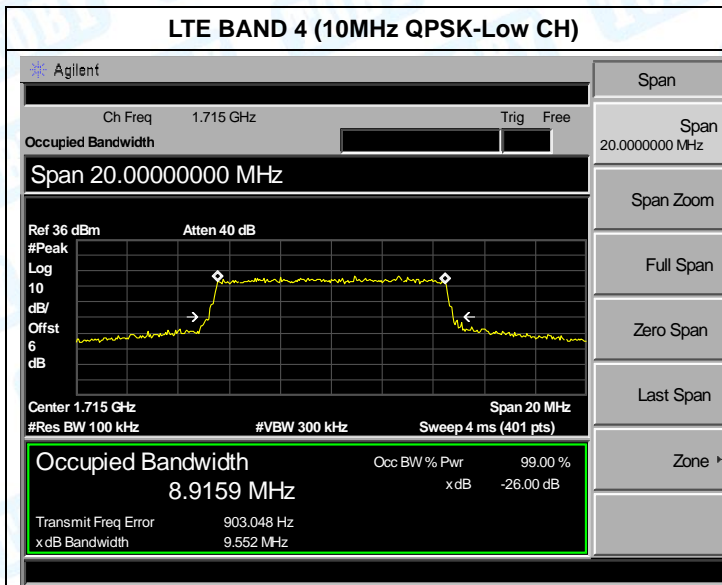 LTE BAND 4 (10MHz QPSK-Low CH)
Agilent
Span
Ch Freq 1.715 GHz Trig Free
Occupied Bandwidth
Span
20.0000000 MHz
Span 20.00000000 MHz
Span Zoom
Ref 36 dBm Atten 40 dB
#Peak
Log
10
dB/
Offst
6
dB
Full Span
Zero Span
Last Span
Center 1.715 GHz Span 20 MHz
#Res BW 100 kHz #VBW 300 kHz Sweep 4 ms (401 pts)
Occupied Bandwidth Occ BW % Pwr 99.00 %
8.9159 MHz x dB -26.00 dB
Zone
Transmit Freq Error 903.048 Hz
x dB Bandwidth 9.552 MHz